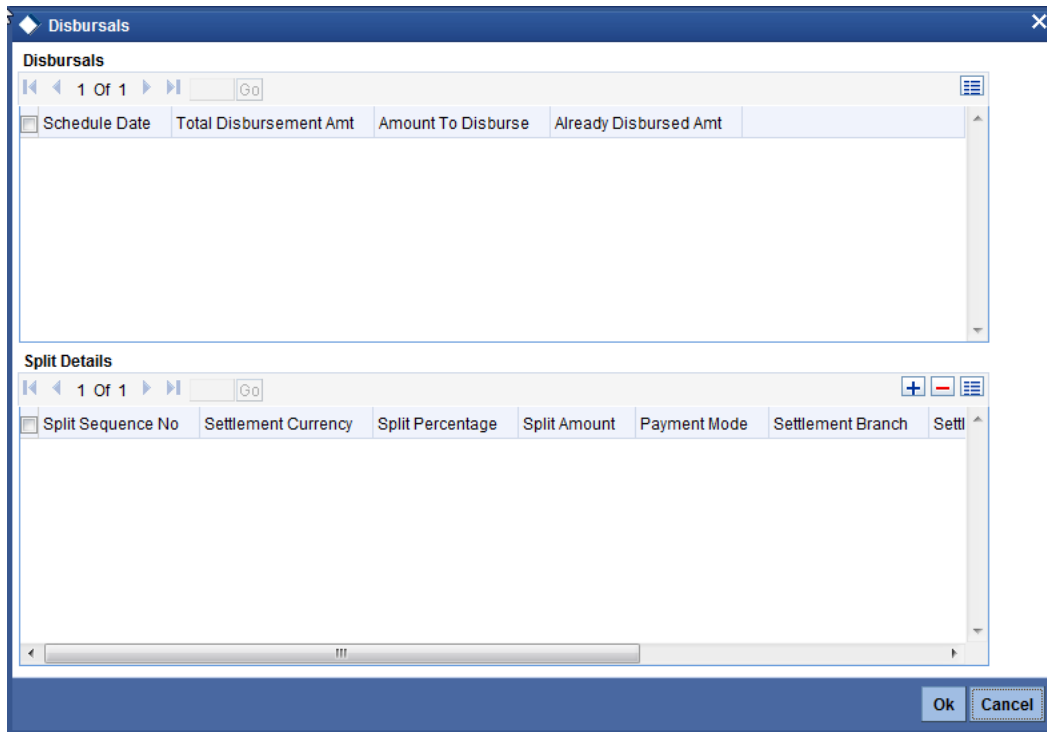 Disbursals
Disbursals
1 Of 1 Go
Schedule Date Total Disbursement Amt Amount To Disburse Already Disbursed Amt
Split Details
1 Of 1 Go
Split Sequence No Settlement Currency Split Percentage Split Amount Payment Mode Settlement Branch Settl
Ok Cancel